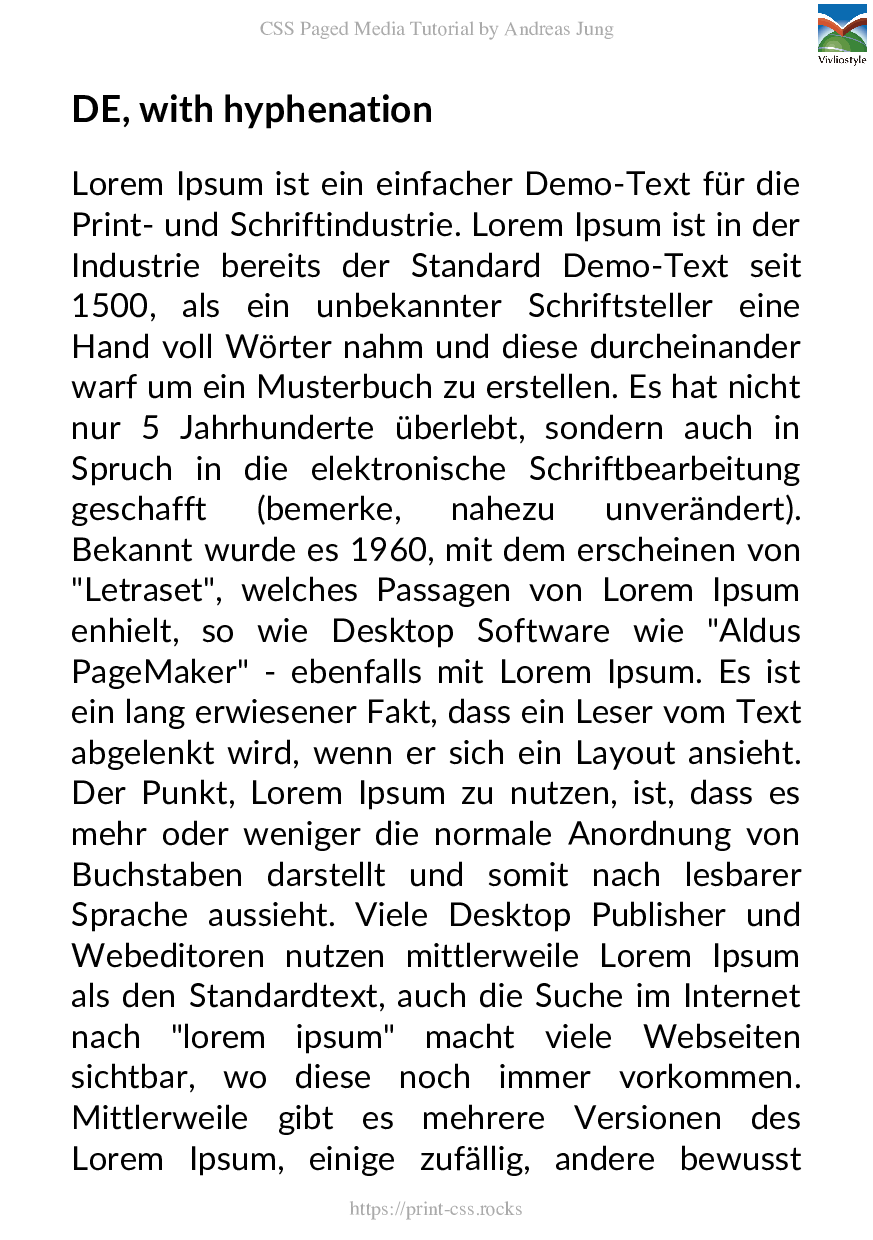 CSS Paged Media Tutorial by Andreas Jung
Vivliostyle
DE, with hyphenation
Lorem Ipsum ist ein einfacher Demo-Text für die
Print- und Schriftindustrie. Lorem Ipsum ist in der
Industrie bereits der Standard Demo-Text seit
1500, als ein unbekannter Schriftsteller eine
Hand voll Wörter nahm und diese durcheinander
warf um ein Musterbuch zu erstellen. Es hat nicht
nur 5 Jahrhunderte überlebt, sondern auch in
Spruch in die elektronische Schriftbearbeitung
geschafft (bemerke, nahezu unverändert).
Bekannt wurde es 1960, mit dem erscheinen von
"Letraset", welches Passagen von Lorem Ipsum
enhielt, so wie Desktop Software wie "Aldus
PageMaker" - ebenfalls mit Lorem Ipsum. Es ist
ein lang erwiesener Fakt, dass ein Leser vom Text
abgelenkt wird, wenn er sich ein Layout ansieht.
Der Punkt, Lorem Ipsum zu nutzen, ist, dass es
mehr oder weniger die normale Anordnung von
Buchstaben darstellt und somit nach lesbarer
Sprache aussieht. Viele Desktop Publisher und
Webeditoren nutzen mittlerweile Lorem Ipsum
als den Standardtext, auch die Suche im Internet
nach "lorem ipsum" macht viele Webseiten
sichtbar, wo diese noch immer vorkommen.
Mittlerweile gibt es mehrere Versionen des
Lorem Ipsum, einige zufällig, andere bewusst
https://print-css.rocks